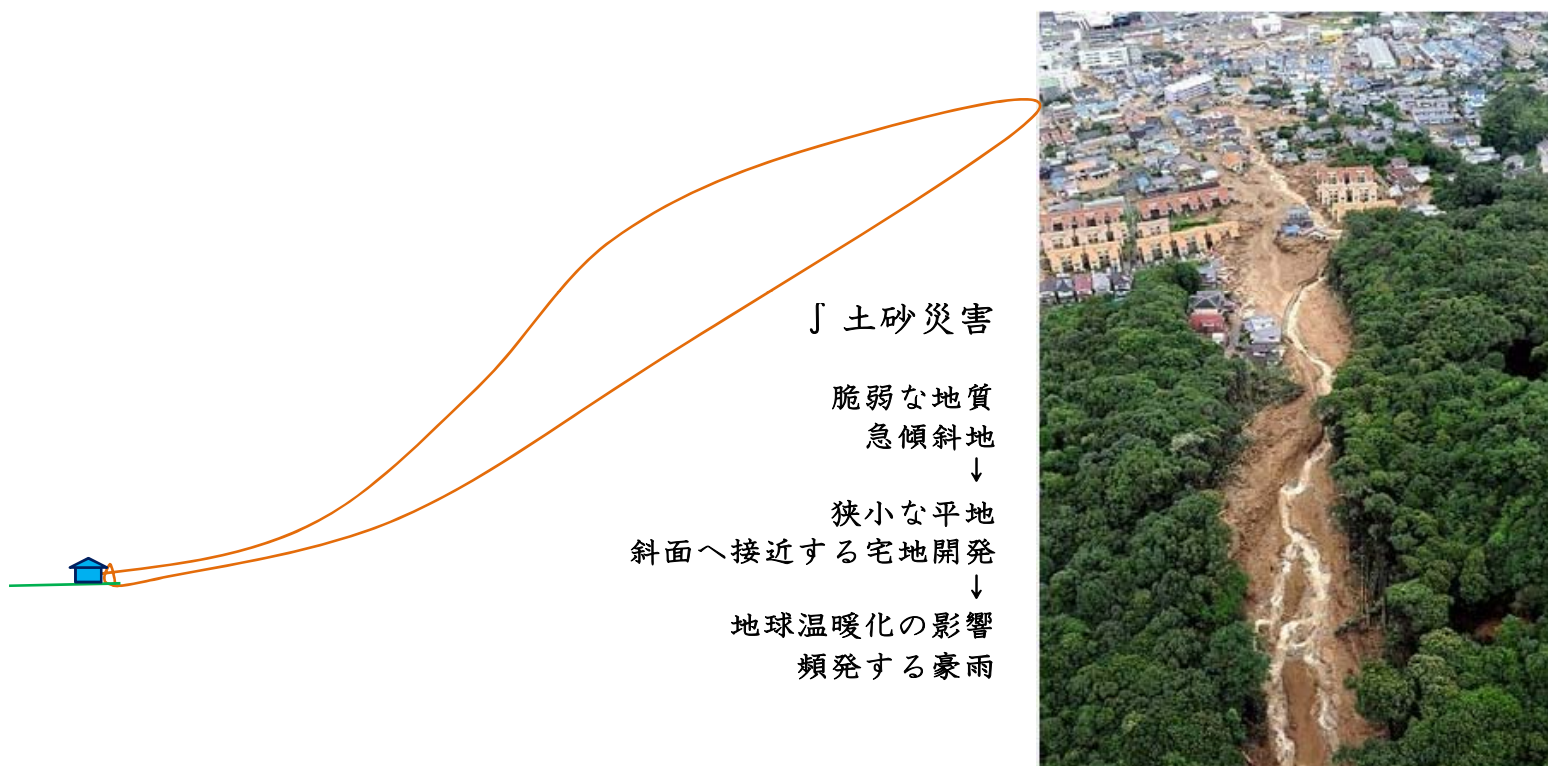 ∫ 土砂災害
脆弱な地質
急傾斜地
↓
狭小な平地
斜面へ接近する宅地開発
↓
地球温暖化の影響
頻発する豪雨